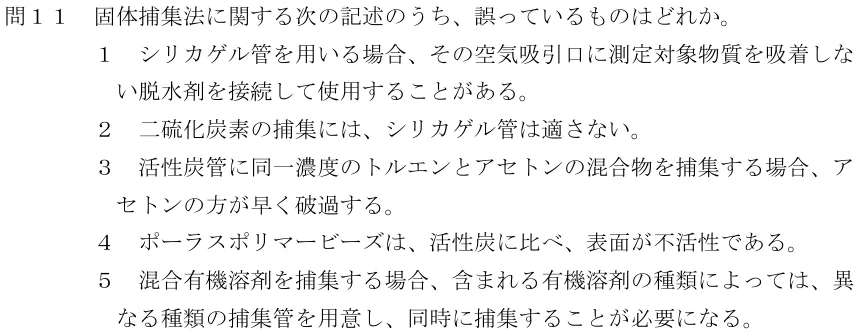 問11　固体捕集法に関する次の記述のうち、誤っているものはどれか。
1　シリカゲル管を用いる場合、その空気吸引口に測定対象物質を吸着しな
い脱水剤を接続して使用することがある。
2　二硫化炭素の捕集には、シリカゲル管は適さない。
3　活性炭管に同一濃度のトルエンとアセトンの混合物を捕集する場合、ア
セトンの方が早く破過する。
4　ポーラスポリマービーズは、活性炭に比べ、表面が不活性である。
5　混合有機溶剤を捕集する場合、含まれる有機溶剤の種類によっては、異
なる種類の捕集管を用意し、同時に捕集することが必要になる。